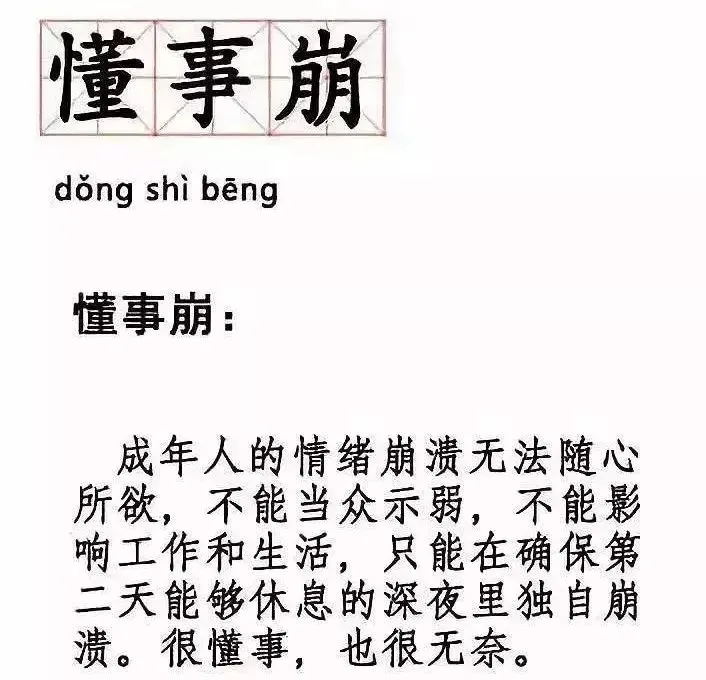 懂事崩
dǒng shì bēng
懂事崩：
成年人的情绪崩溃无法随心
所欲，不能当众示弱，不能影
响工作和生活，只能在确保第
二天能够休息的深夜里独自崩
溃。很懂事，也很无奈。